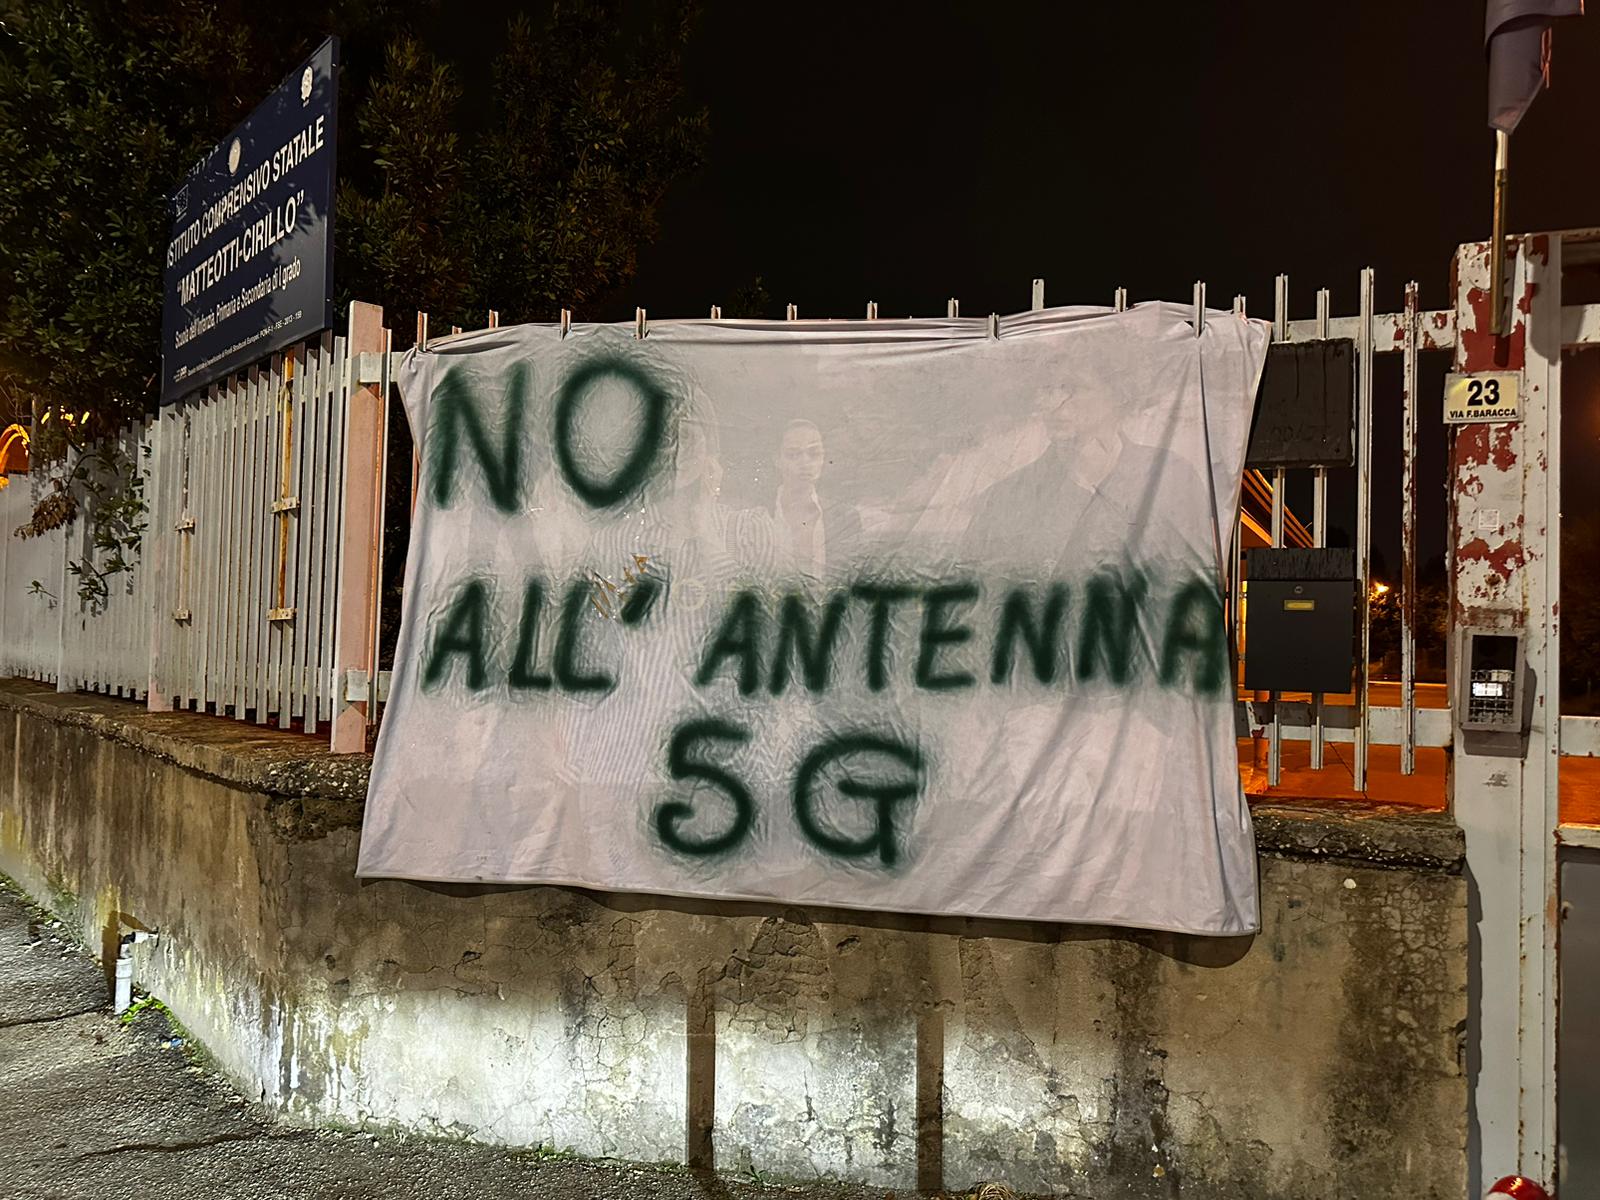 ISTITUTO COMPRENSIVO STATALE
"MATTEOTTI-CIRILLO"
Scuola dell'Infanzia, Primaria e Secondaria di I grado
NO
ALL' ANTENNA
5G
23
VIA F.BARACCA